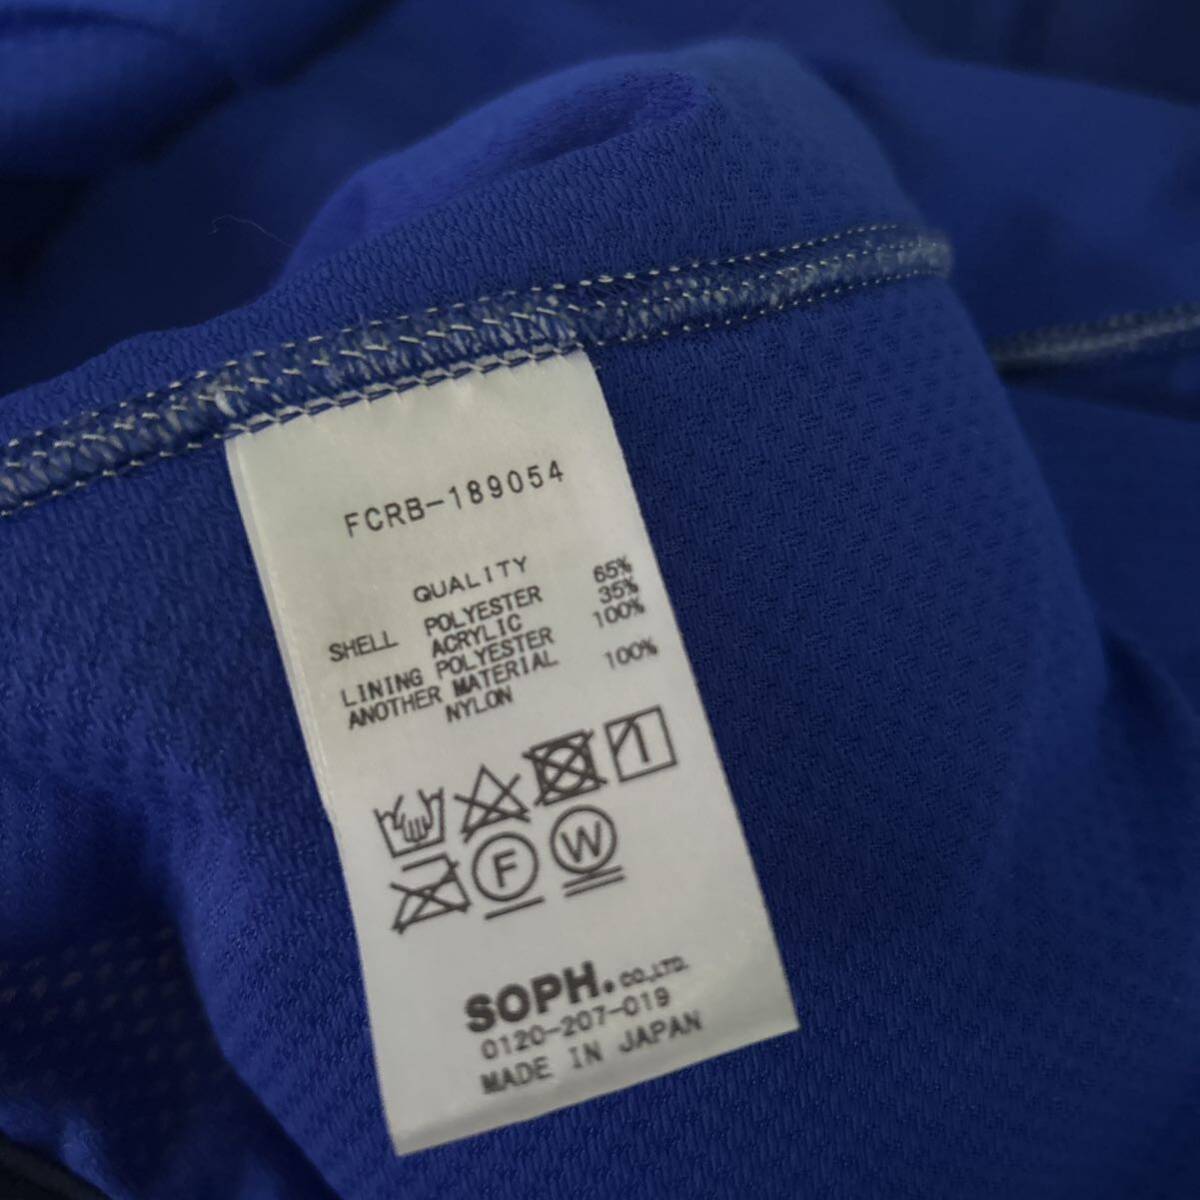 FCRB-189054
QUALITY
SHELL POLYESTER 65%
ACRYLIC 35%
LINING POLYESTER 100%
ANOTHER MATERIAL
NYLON 100%
F W
SOPH. CO.,LTD.
0120-207-019
MADE IN JAPAN